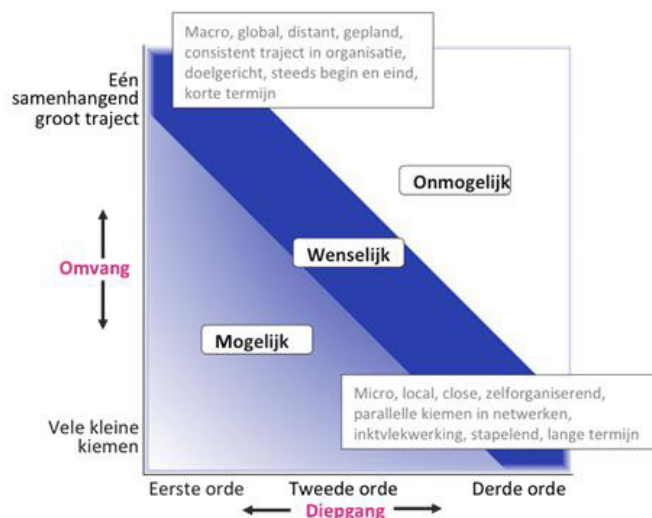 Macro, global, distant, gepland,
consistent traject in organisatie,
doelgericht, steeds begin en eind,
korte termijn
Eén
samenhangend
groot traject
Onmogelijk
Wenselijk
Omvang
Mogelijk
Micro, local, close, zelforganiserend,
parallelle kiemen in netwerken,
inktvlekwerking, stapelend, lange termijn
Vele kleine
kiemen
Eerste orde
Tweede orde
Derde orde
Diepgang